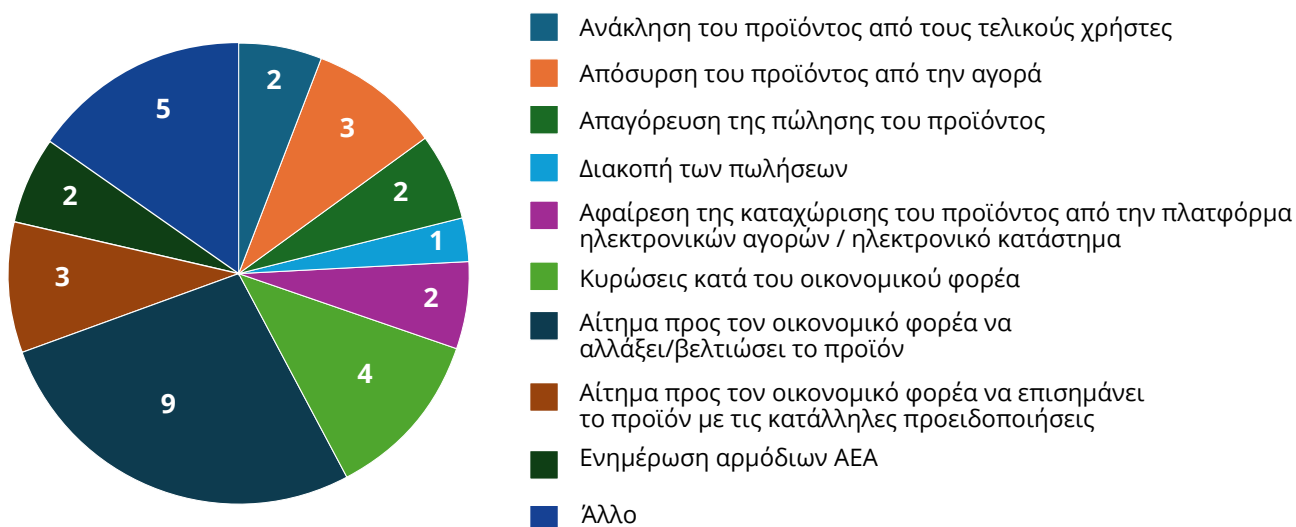 2
3
2
1
2
4
9
3
2
5
Ανάκληση του προϊόντος από τους τελικούς χρήστες
Απόσυρση του προϊόντος από την αγορά
Απαγόρευση της πώλησης του προϊόντος
Διακοπή των πωλήσεων
Αφαίρεση της καταχώρισης του προϊόντος από την πλατφόρμα
ηλεκτρονικών αγορών / ηλεκτρονικό κατάστημα
Κυρώσεις κατά του οικονομικού φορέα
Αίτημα προς τον οικονομικό φορέα να
αλλάξει/βελτιώσει το προϊόν
Αίτημα προς τον οικονομικό φορέα να επισημάνει
το προϊόν με τις κατάλληλες προειδοποιήσεις
Ενημέρωση αρμόδιων ΑΕΑ
Άλλο